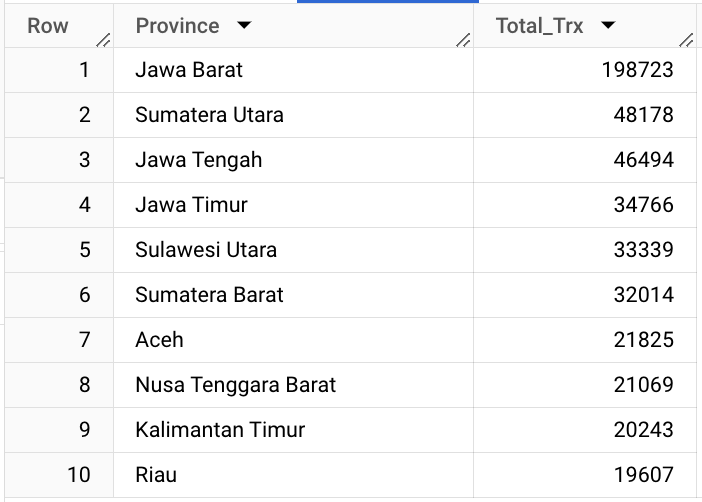 Row Province Total_Trx
1 Jawa Barat 198723
2 Sumatera Utara 48178
3 Jawa Tengah 46494
4 Jawa Timur 34766
5 Sulawesi Utara 33339
6 Sumatera Barat 32014
7 Aceh 21825
8 Nusa Tenggara Barat 21069
9 Kalimantan Timur 20243
10 Riau 19607